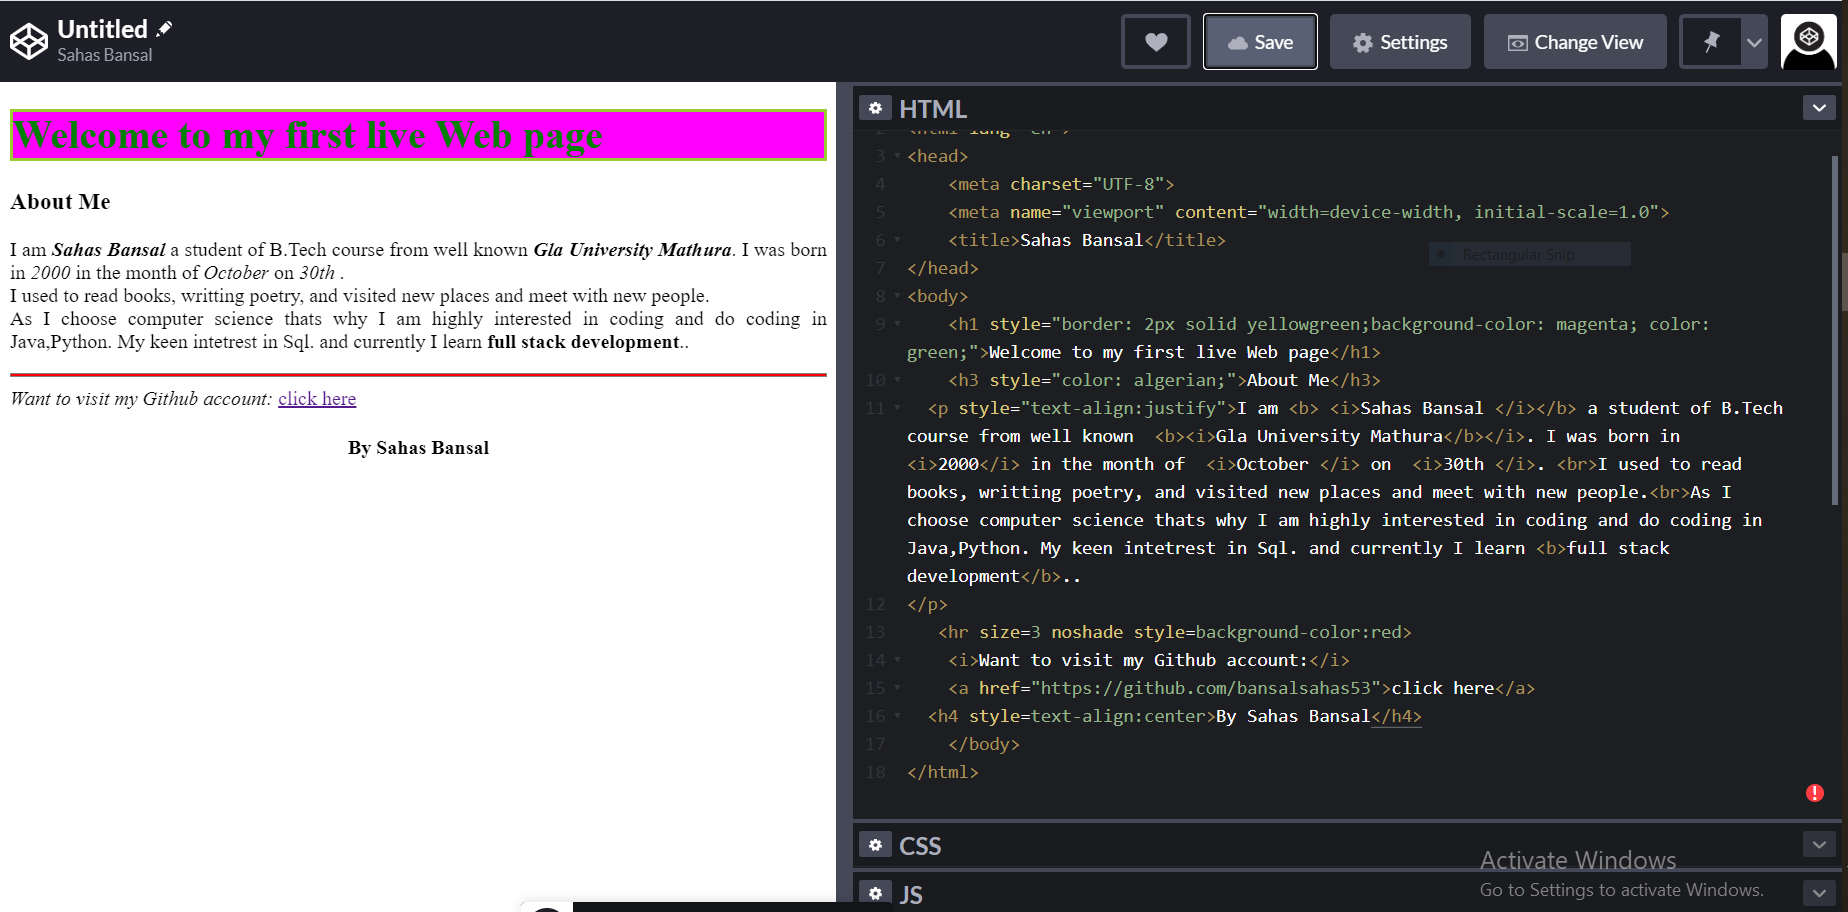 Untitled
Sahas Bansal
Save
Settings
Change View
Welcome to my first live Web page
About Me
I am Sahas Bansal a student of B.Tech course from well known Gla University Mathura. I was born
in 2000 in the month of October on 30th .
I used to read books, writting poetry, and visited new places and meet with new people.
As I choose computer science thats why I am highly interested in coding and do coding in
Java,Python. My keen intetrest in Sql. and currently I learn full stack development..
Want to visit my Github account: click here
By Sahas Bansal
HTML
2 <html lang="en">
3 <head>
4 <meta charset="UTF-8">
5 <meta name="viewport" content="width=device-width, initial-scale=1.0">
6 <title>Sahas Bansal</title>
Rectangular Snip
7 </head>
8 <body>
9 <h1 style="border: 2px solid yellowgreen;background-color: magenta; color:
green;">Welcome to my first live Web page</h1>
10 <h3 style="color: algerian;">About Me</h3>
11 <p style="text-align:justify">I am <b> <i>Sahas Bansal </i></b> a student of B.Tech
course from well known  <b><i>Gla University Mathura</b></i>. I was born in
<i>2000</i> in the month of  <i>October </i> on  <i>30th </i>. <br>I used to read
books, writting poetry, and visited new places and meet with new people.<br>As I
choose computer science thats why I am highly interested in coding and do coding in
Java,Python. My keen intetrest in Sql. and currently I learn <b>full stack
development</b>..
12 </p>
13 <hr size=3 noshade style=background-color:red>
14 <i>Want to visit my Github account:</i>
15 <a href="https://github.com/bansalsahas53">click here</a>
16 <h4 style=text-align:center>By Sahas Bansal</h4>
17 </body>
18 </html>
CSS
JS
Activate Windows
Go to Settings to activate Windows.